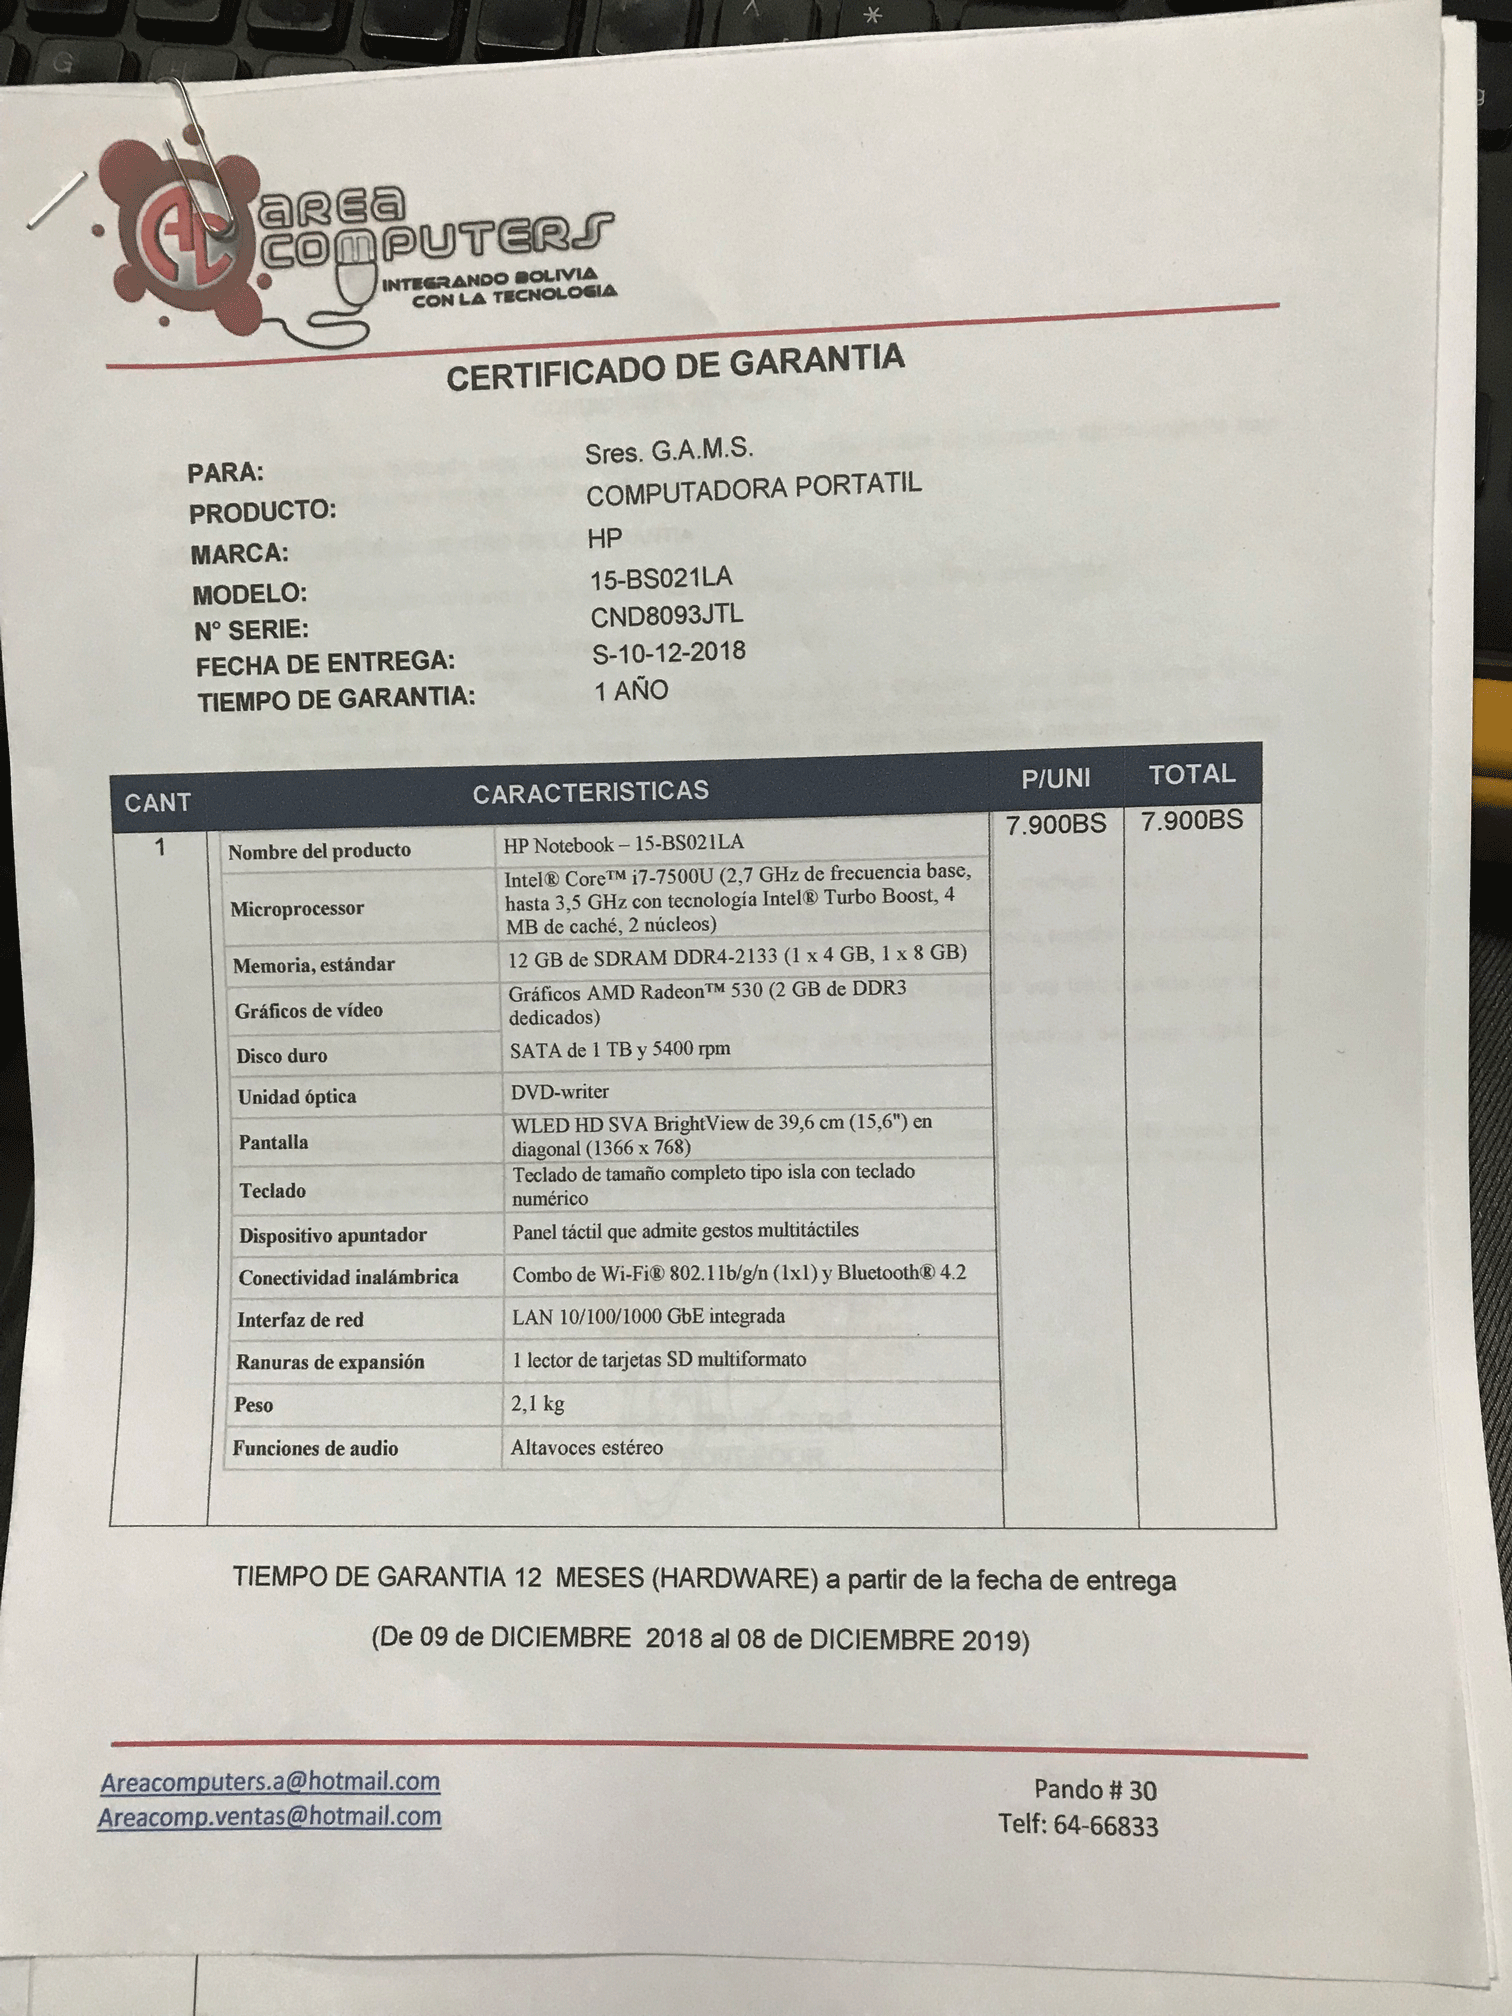 AREA
COMPUTERS
INTEGRANDO BOLIVIA
CON LA TECNOLOGIA
CERTIFICADO DE GARANTIA
PARA: Sres. G.A.M.S.
PRODUCTO: COMPUTADORA PORTATIL
MARCA: HP
MODELO: 15-BS021LA
N° SERIE: CND8093JTL
FECHA DE ENTREGA: S-10-12-2018
TIEMPO DE GARANTIA: 1 AÑO
CANT CARACTERISTICAS P/UNI TOTAL
1 Nombre del producto HP Notebook – 15-BS021LA 7.900BS 7.900BS
Microprocessor Intel® Core™ i7-7500U (2,7 GHz de frecuencia base,
hasta 3,5 GHz con tecnología Intel® Turbo Boost, 4
MB de caché, 2 núcleos)
Memoria, estándar 12 GB de SDRAM DDR4-2133 (1 x 4 GB, 1 x 8 GB)
Gráficos de vídeo Gráficos AMD Radeon™ 530 (2 GB de DDR3
dedicados)
Disco duro SATA de 1 TB y 5400 rpm
Unidad óptica DVD-writer
Pantalla WLED HD SVA BrightView de 39,6 cm (15,6") en
diagonal (1366 x 768)
Teclado Teclado de tamaño completo tipo isla con teclado
numérico
Dispositivo apuntador Panel táctil que admite gestos multitáctiles
Conectividad inalámbrica Combo de Wi-Fi® 802.11b/g/n (1x1) y Bluetooth® 4.2
Interfaz de red LAN 10/100/1000 GbE integrada
Ranuras de expansión 1 lector de tarjetas SD multiformato
Peso 2,1 kg
Funciones de audio Altavoces estéreo
TIEMPO DE GARANTIA 12 MESES (HARDWARE) a partir de la fecha de entrega
(De 09 de DICIEMBRE 2018 al 08 de DICIEMBRE 2019)
Areacomputers.a@hotmail.com
Areacomp.ventas@hotmail.com
Pando # 30
Telf: 64-66833